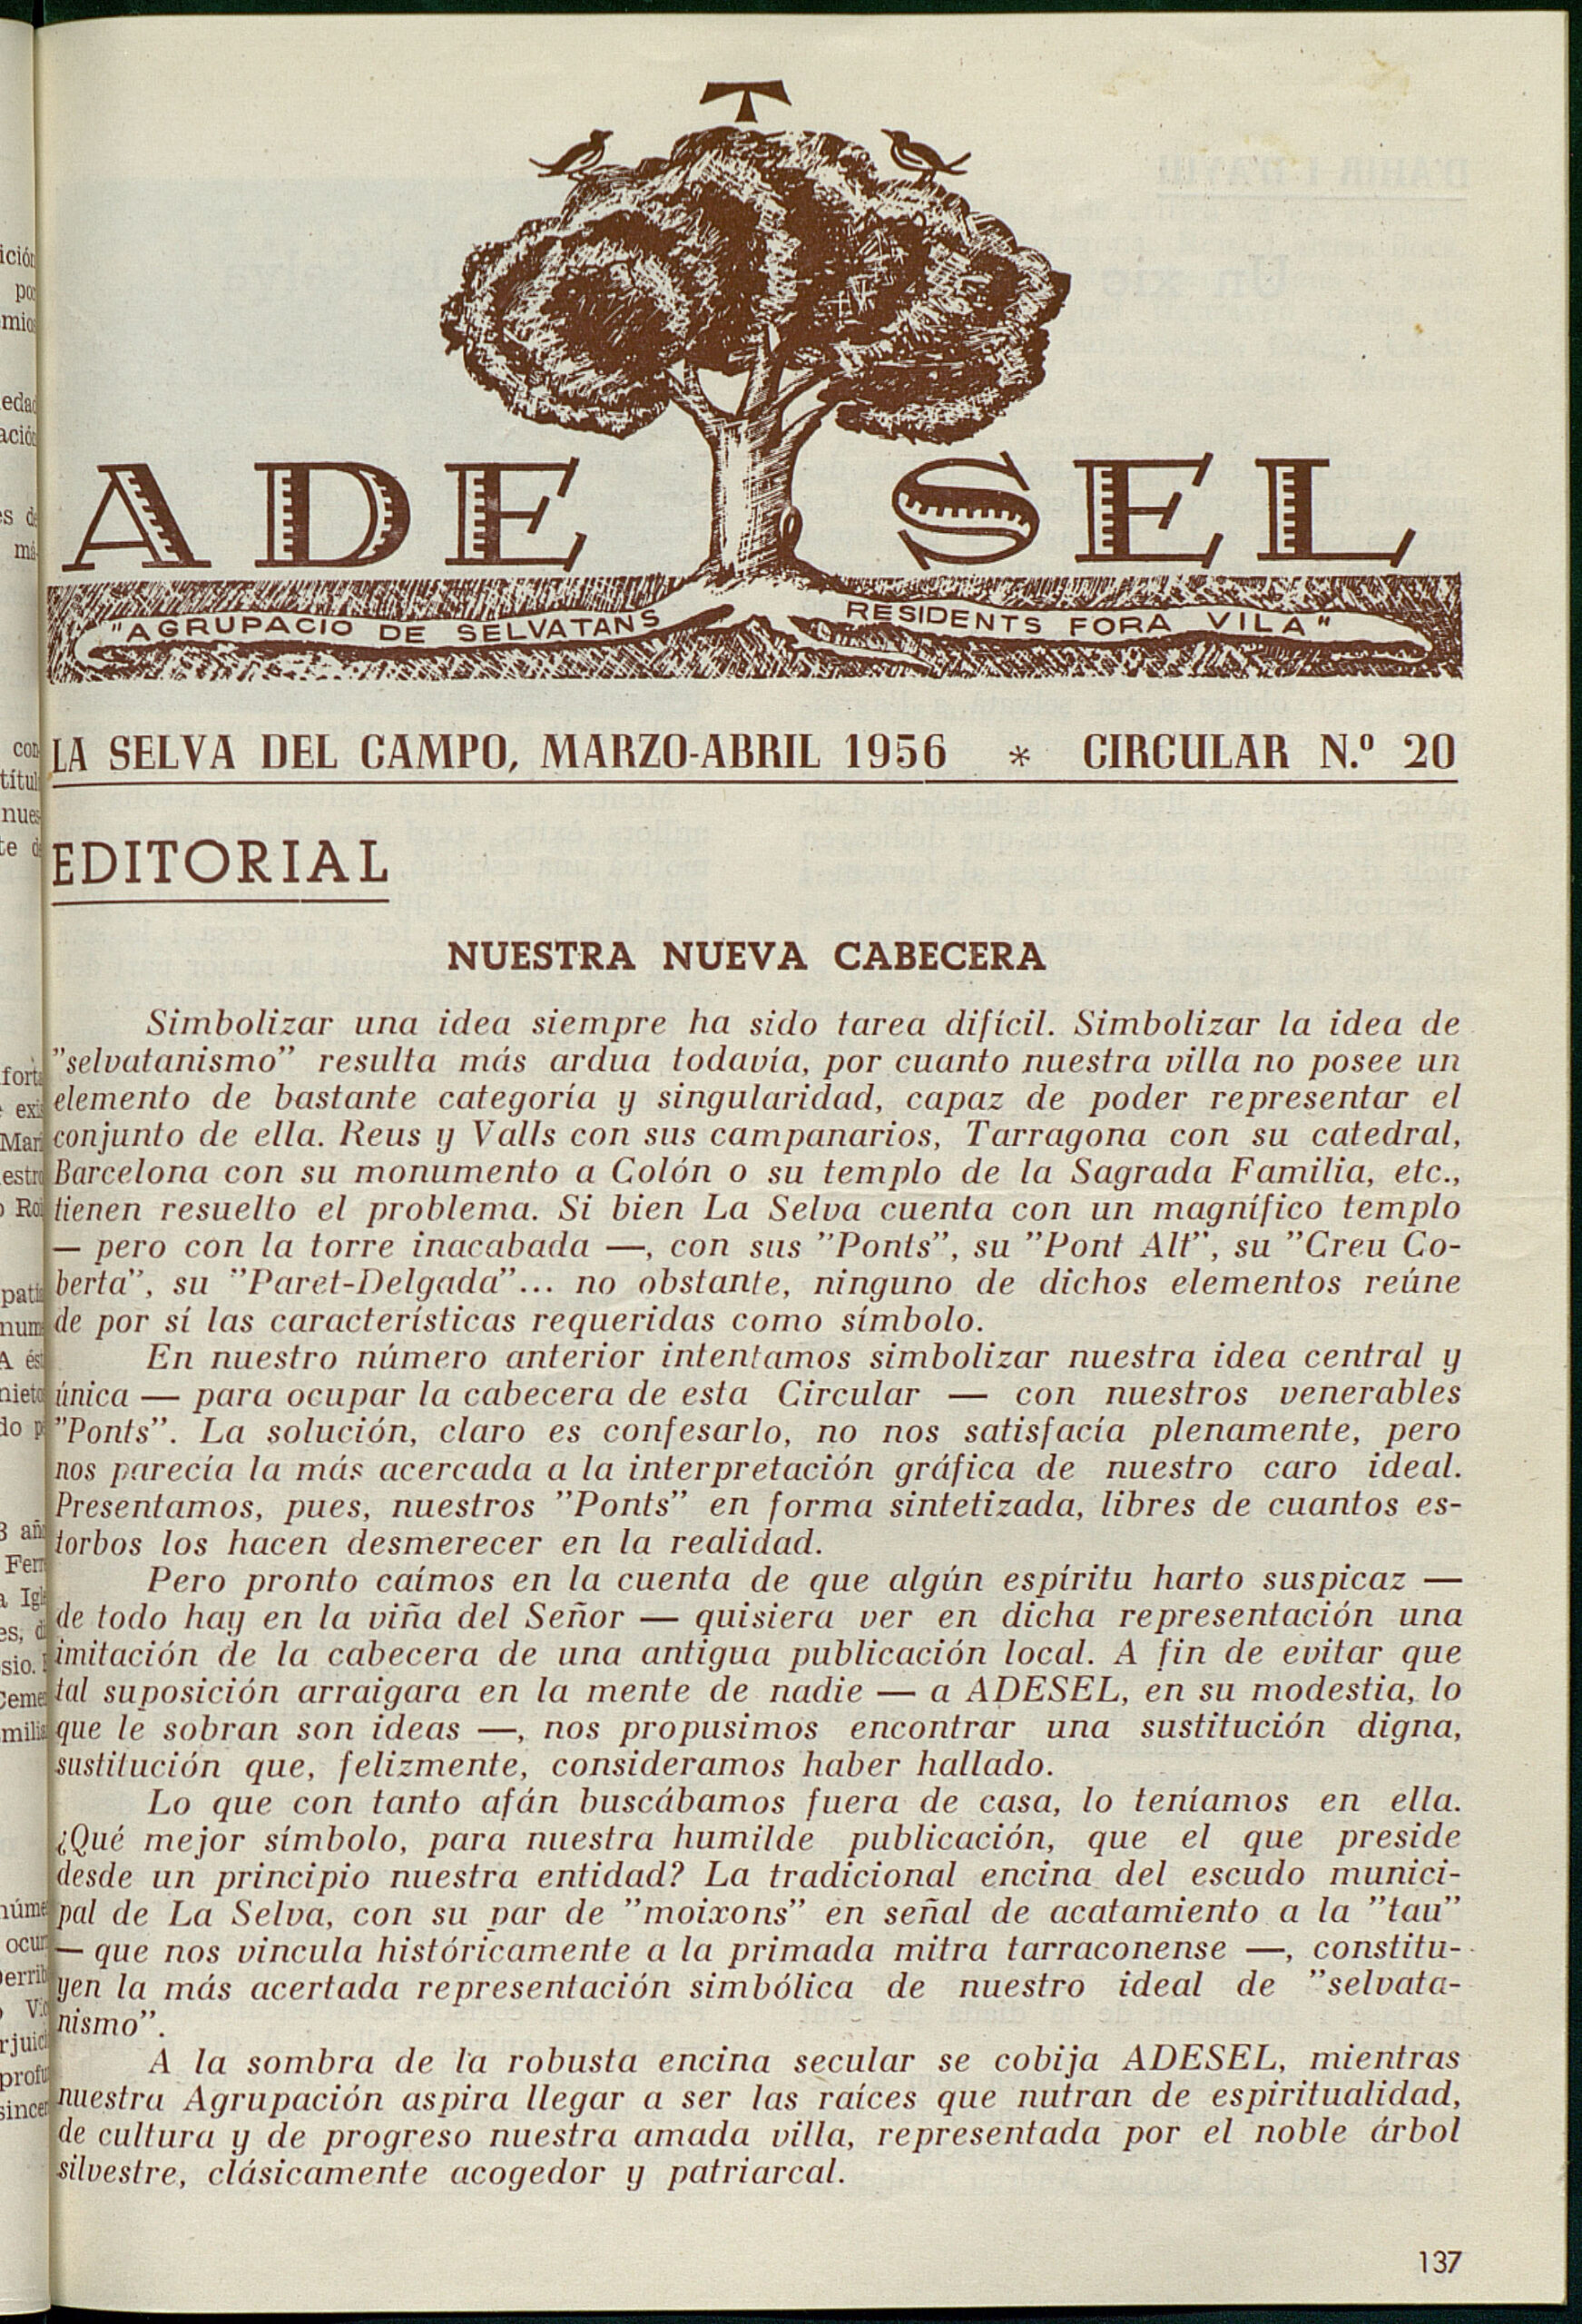 T
ADESEL
"AGRUPACIO DE SELVATANS RESIDENTS FORA VILA"
LA SELVA DEL CAMPO, MARZO-ABRIL 1956 * CIRCULAR N.º 20
EDITORIAL
NUESTRA NUEVA CABECERA
Simbolizar una idea siempre ha sido tarea difícil. Simbolizar la idea de
"selvatanismo" resulta más ardua todavía, por cuanto nuestra villa no posee un
elemento de bastante categoría y singularidad, capaz de poder representar el
conjunto de ella. Reus y Valls con sus campanarios, Tarragona con su catedral,
Barcelona con su monumento a Colón o su templo de la Sagrada Familia, etc.,
tienen resuelto el problema. Si bien La Selva cuenta con un magnífico templo
— pero con la torre inacabada —, con sus "Ponts", su "Pont Alt", su "Creu Co-
berta", su "Paret-Delgada"... no obstante, ninguno de dichos elementos reúne
de por sí las características requeridas como símbolo.
En nuestro número anterior intentamos simbolizar nuestra idea central y
única — para ocupar la cabecera de esta Circular — con nuestros venerables
"Ponts". La solución, claro es confesarlo, no nos satisfacía plenamente, pero
nos parecía la más acercada a la interpretación gráfica de nuestro caro ideal.
Presentamos, pues, nuestros "Ponts" en forma sintetizada, libres de cuantos es-
torbos los hacen desmerecer en la realidad.
Pero pronto caímos en la cuenta de que algún espíritu harto suspicaz —
de todo hay en la viña del Señor — quisiera ver en dicha representación una
imitación de la cabecera de una antigua publicación local. A fin de evitar que
tal suposición arraigara en la mente de nadie — a ADESEL, en su modestia, lo
que le sobran son ideas —, nos propusimos encontrar una sustitución digna,
sustitución que, felizmente, consideramos haber hallado.
Lo que con tanto afán buscábamos fuera de casa, lo teníamos en ella.
¿Qué mejor símbolo, para nuestra humilde publicación, que el que preside
desde un principio nuestra entidad? La tradicional encina del escudo munici-
pal de La Selva, con su par de "moixons" en señal de acatamiento a la "tau"
— que nos vincula históricamente a la primada mitra tarraconense —, constitu-
yen la más acertada representación simbólica de nuestro ideal de "selvata-
nismo".
A la sombra de la robusta encina secular se cobija ADESEL, mientras
nuestra Agrupación aspira llegar a ser las raíces que nutran de espiritualidad,
de cultura y de progreso nuestra amada villa, representada por el noble árbol
silvestre, clásicamente acogedor y patriarcal.
137